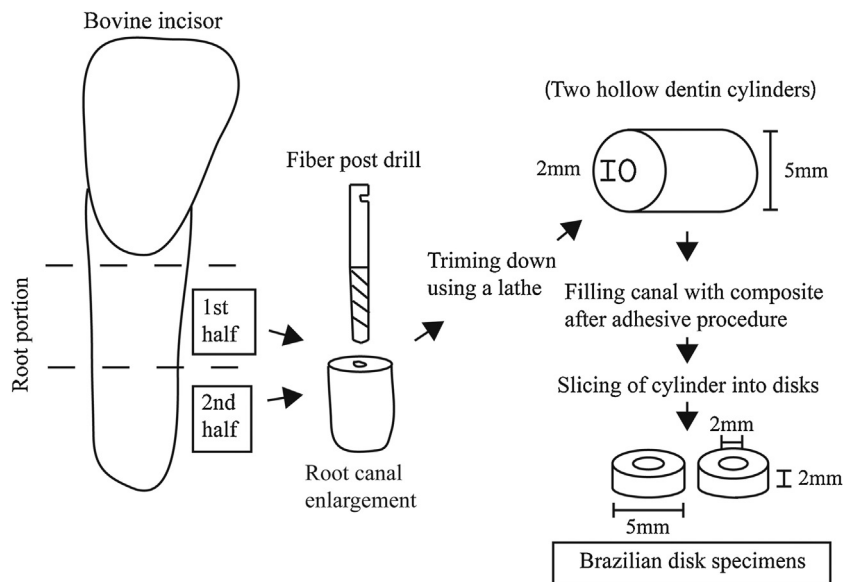 Bovine incisor
Root portion
1st
half
2nd
half
Fiber post drill
Root canal
enlargement
Triming down
using a lathe
(Two hollow dentin cylinders)
2mm
5mm
Filling canal with composite
after adhesive procedure
Slicing of cylinder into disks
2mm
2mm
5mm
Brazilian disk specimens